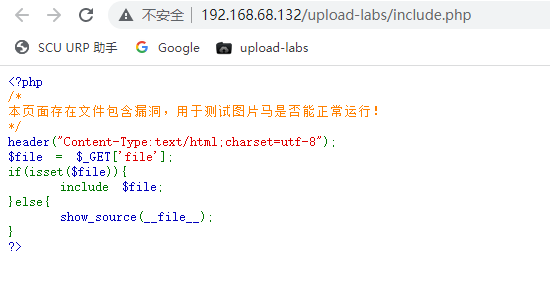 不安全 | 192.168.68.132/upload-labs/include.php
SCU URP 助手 Google upload-labs
<?php
/*
本页面存在文件包含漏洞，用于测试图片马是否能正常运行！
*/
header("Content-Type:text/html;charset=utf-8");
$file = $_GET['file'];
if(isset($file)){
include $file;
}else{
show_source(__file__);
}
?>